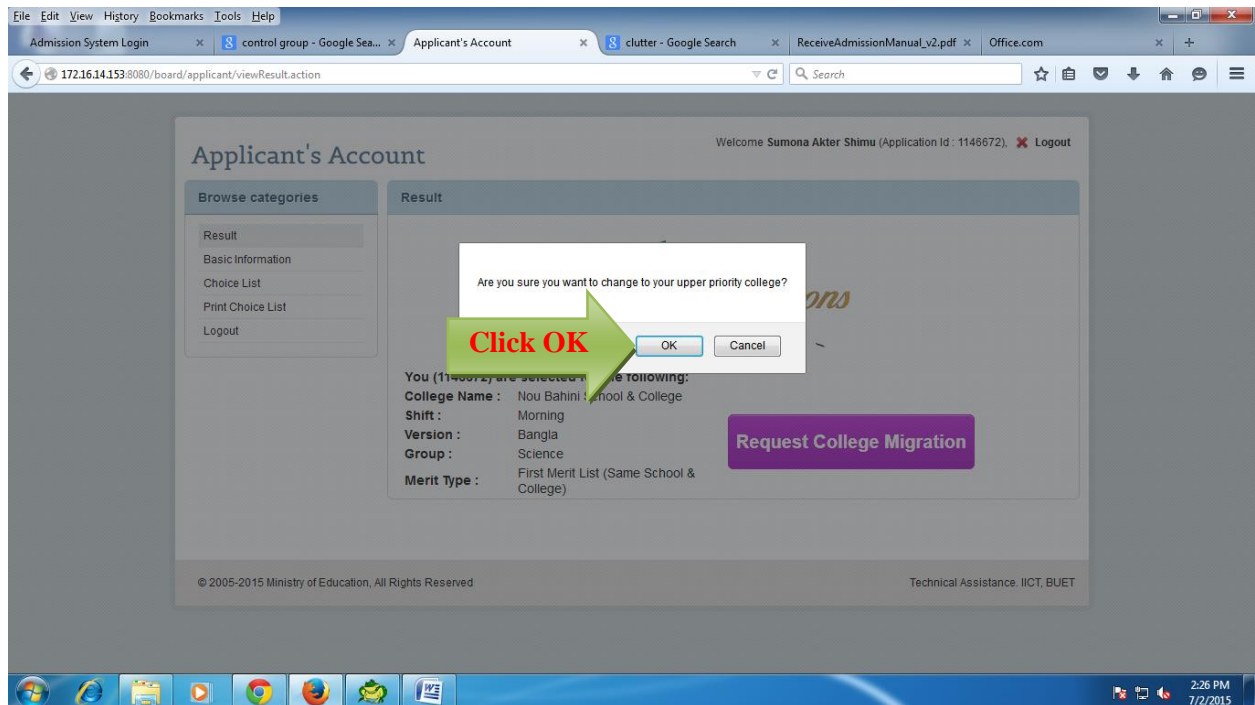 File Edit View History Bookmarks Tools Help
Admission System Login × 8 control group - Google Sea... × Applicant's Account × 8 clutter - Google Search × ReceiveAdmissionManual_v2.pdf × Office.com × +
172.16.14.153:8080/board/applicant/viewResult.action Search
Applicant's Account
Welcome Sumona Akter Shimu (Application Id : 1146672), Logout
Browse categories
Result
Basic Information
Choice List
Print Choice List
Logout
Result
ons
Are you sure you want to change to your upper priority college?
Click OK
OK Cancel
You (1146672) are selected the following:
College Name : Nou Bahini School & College
Shift : Morning
Version : Bangla
Group : Science
Merit Type : First Merit List (Same School &
College)
Request College Migration
© 2005-2015 Ministry of Education, All Rights Reserved
Technical Assistance. IICT, BUET
2:26 PM
7/2/2015